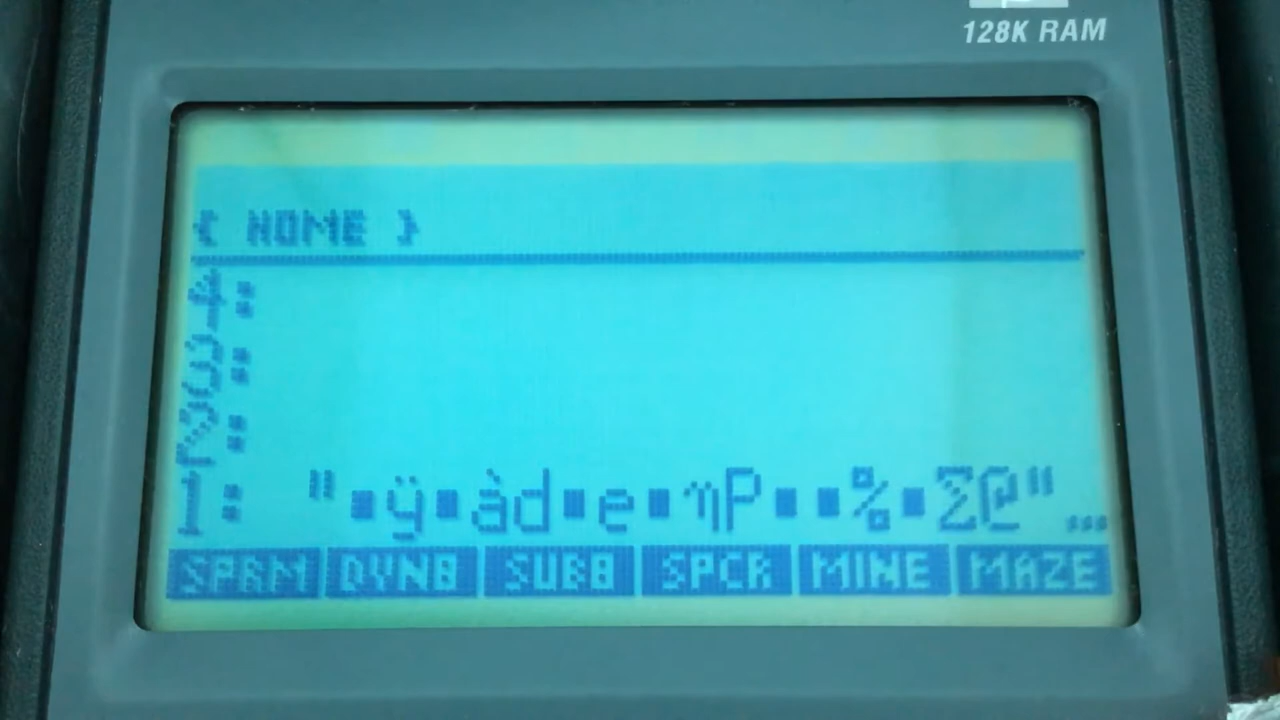 128K RAM
{ HOME }
4:
3:
2:
1: "▪ÿ▪àd▪e▪ηP▪▪%▪Σ@" …
SPRM DYNB SUBB SPCR MINE MAZE